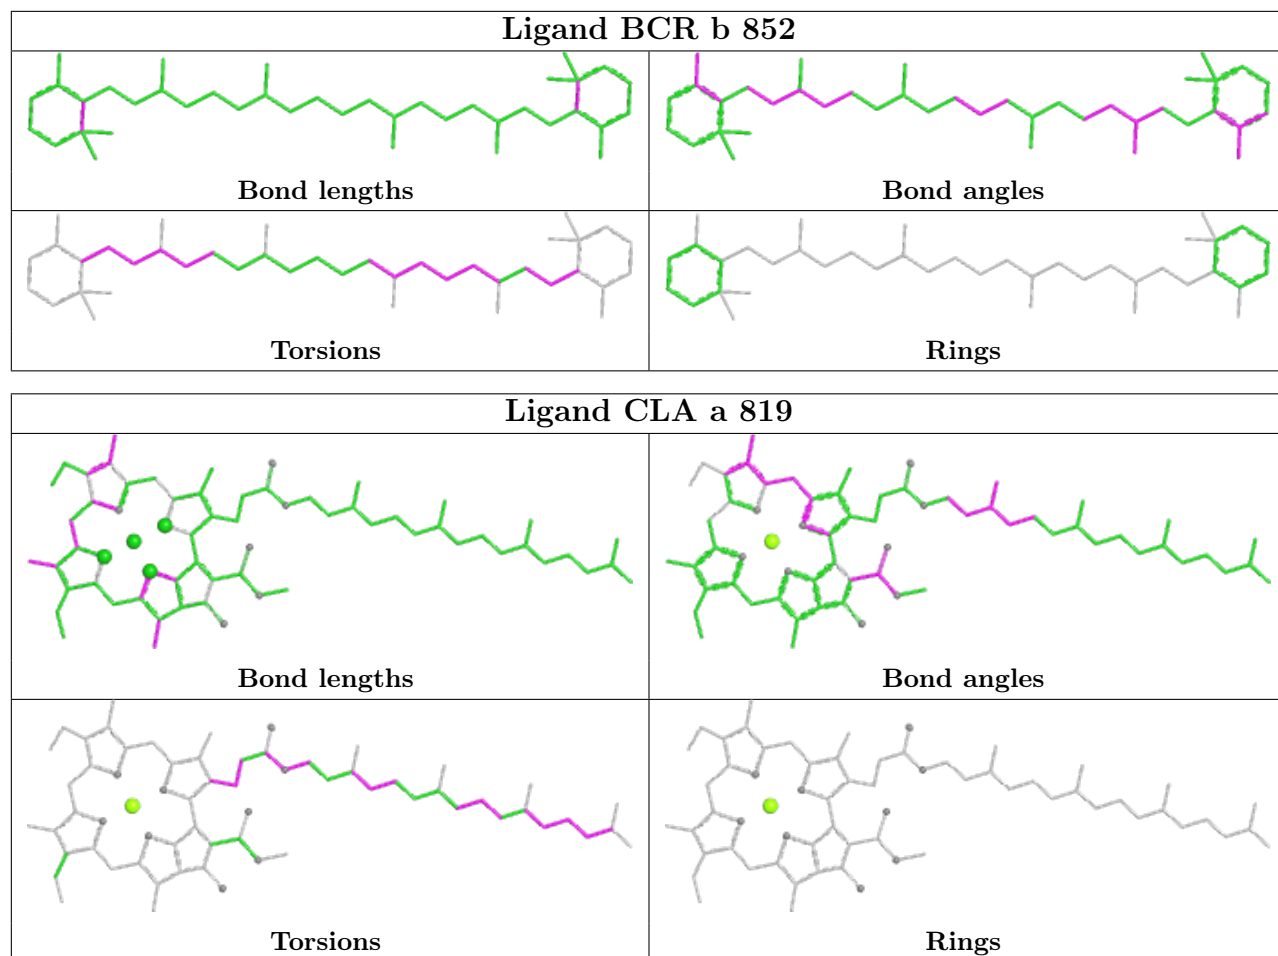 Ligand BCR b 852
Bond lengths
Bond angles
Torsions
Rings
Ligand CLA a 819
Bond lengths
Bond angles
Torsions
Rings